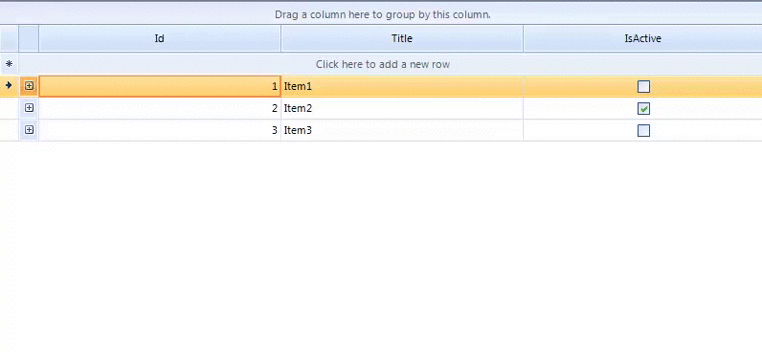 Drag a column here to group by this column.
Id Title IsActive
Click here to add a new row
1 Item1
2 Item2
3 Item3